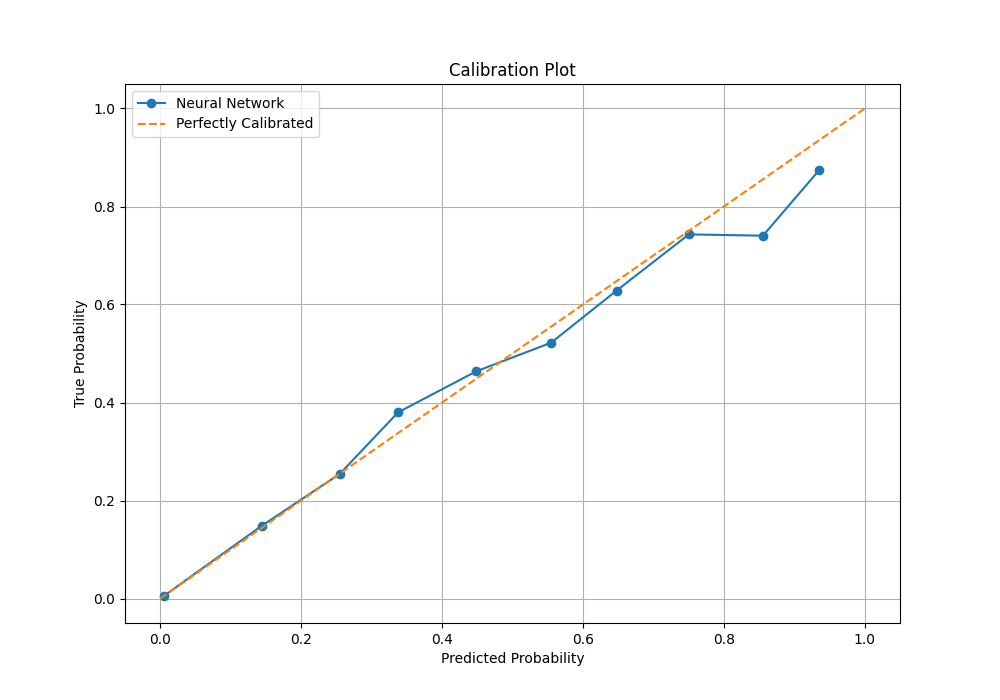 Calibration Plot
Neural Network
Perfectly Calibrated
1.0
0.8
0.6
0.4
0.2
0.0
True Probability
0.0 0.2 0.4 0.6 0.8 1.0
Predicted Probability